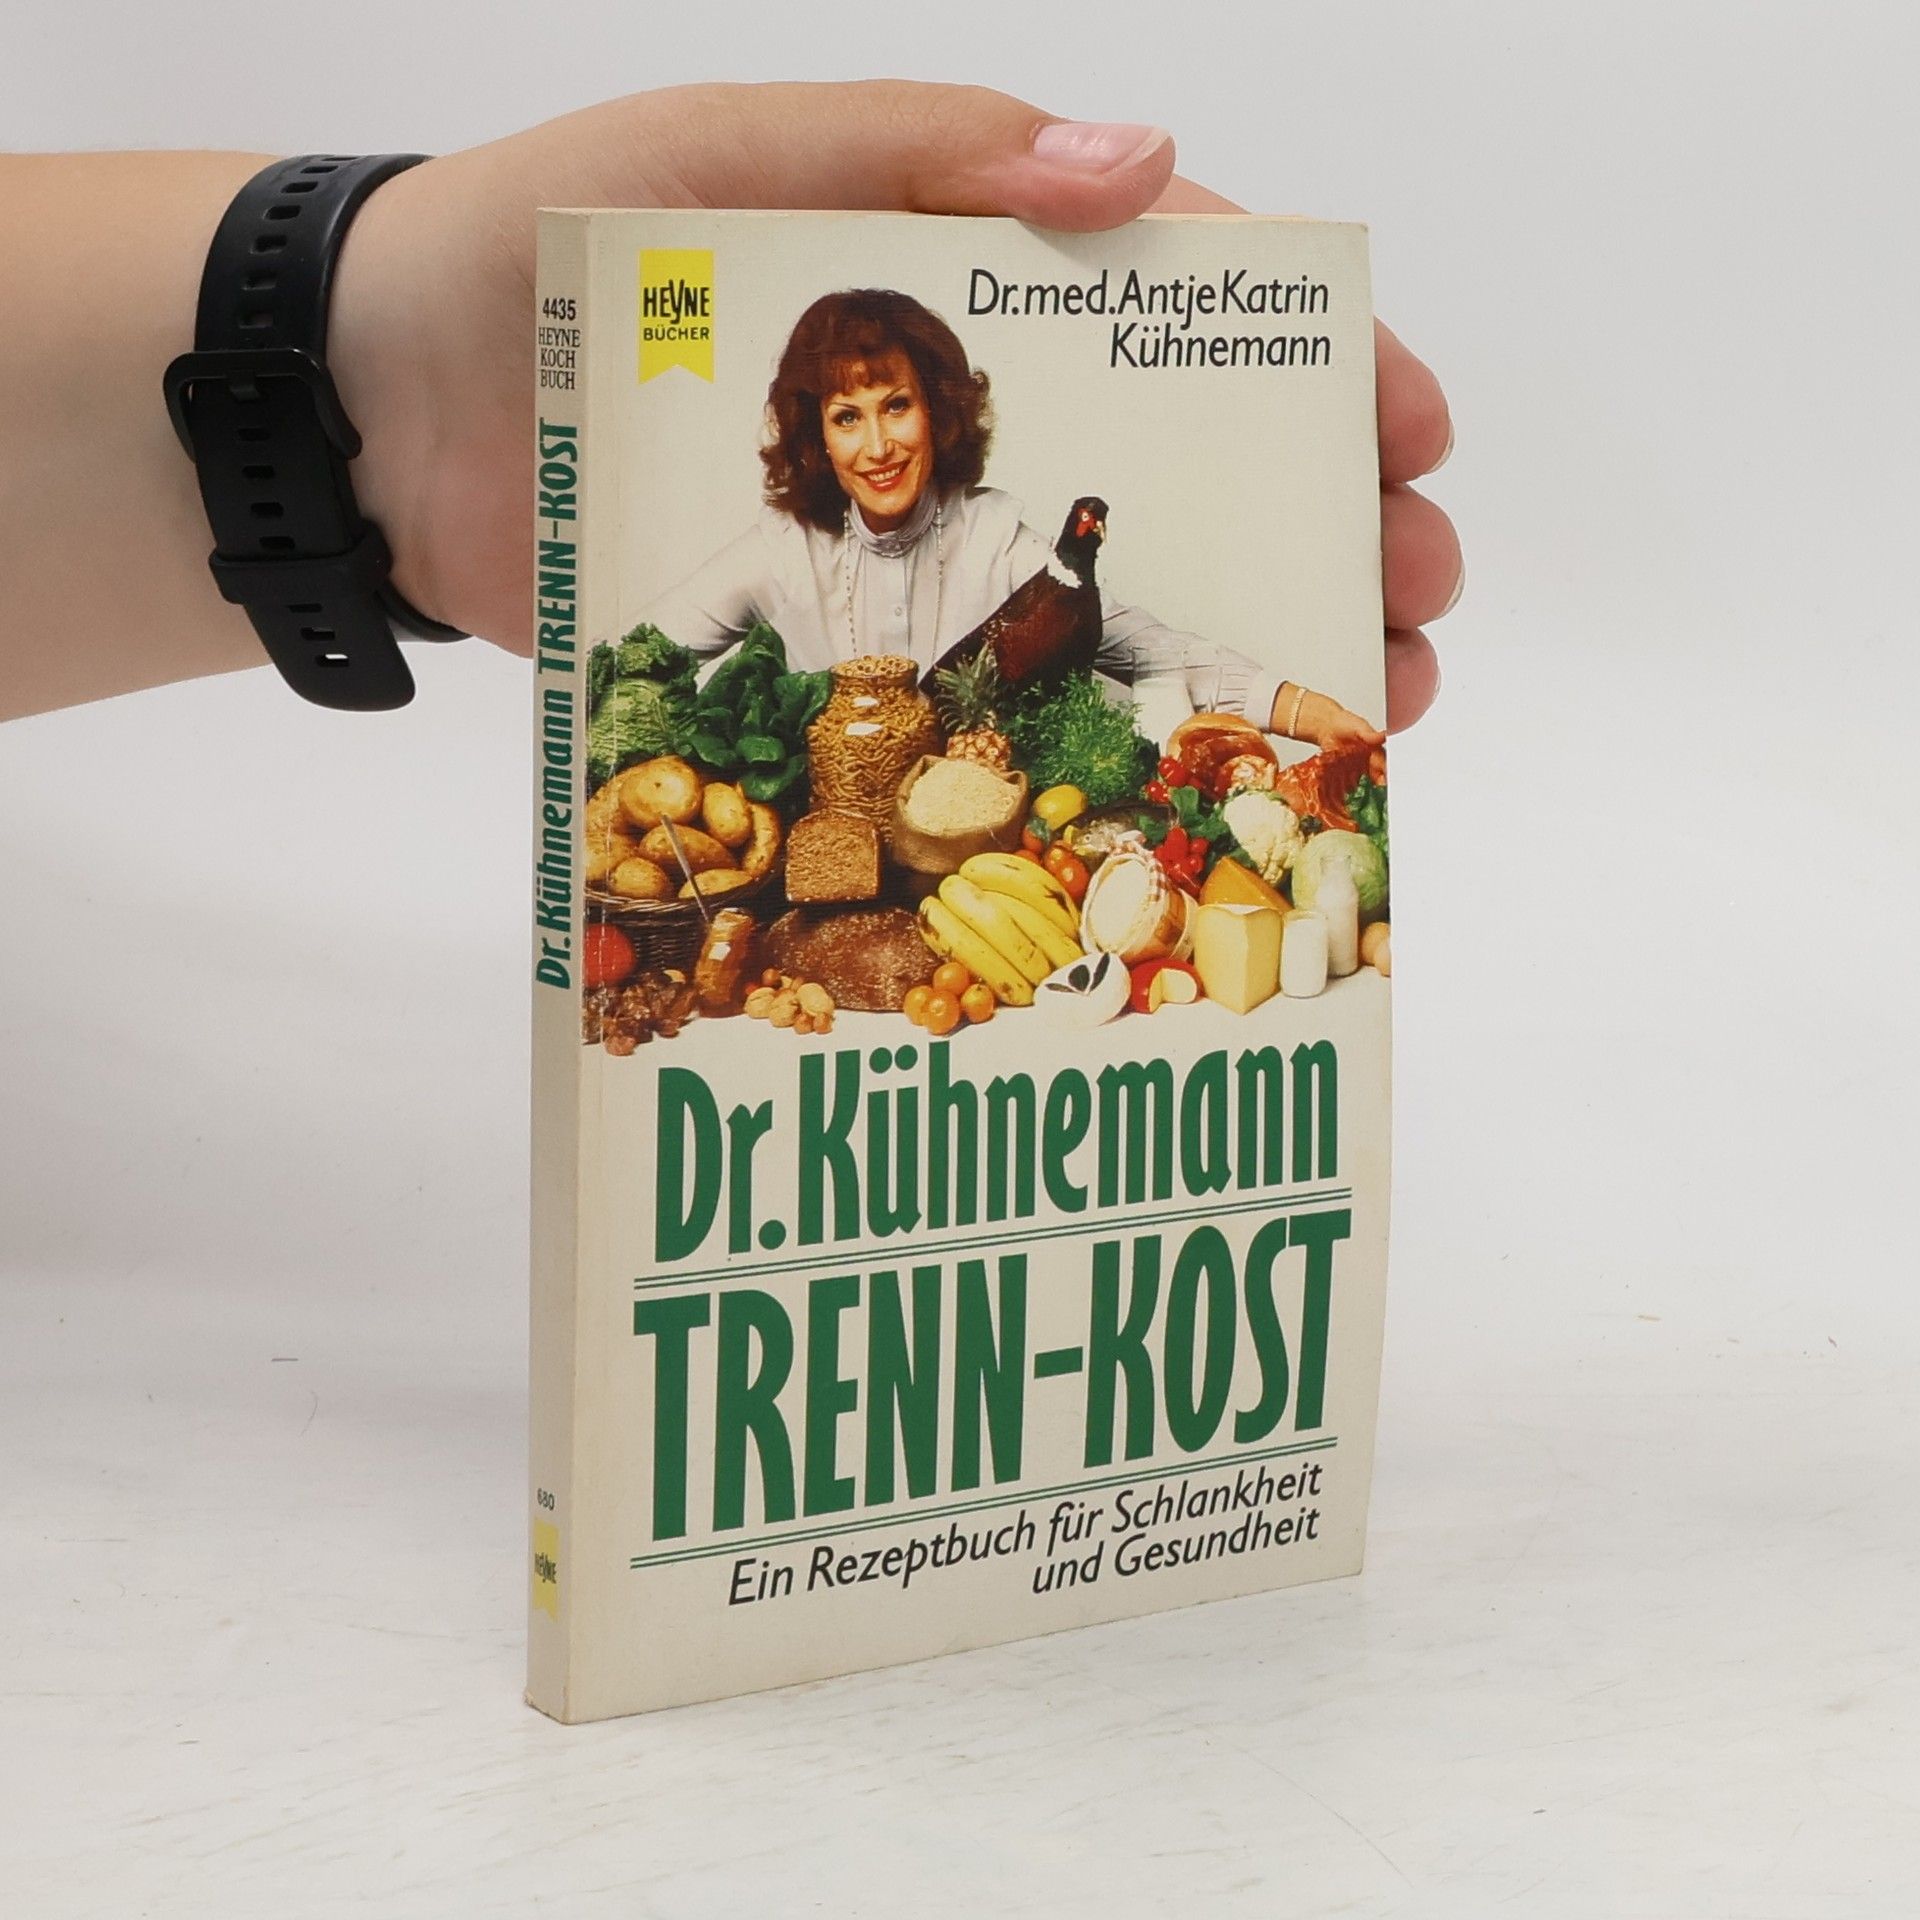 4435
HEYNE
KOCH
BUCH
Dr.Kühnemann TRENN-KOST
680
HEYNE
HEYNE
BÜCHER
Dr.med.Antje Katrin
Kühnemann
Dr.Kühnemann
TRENN-KOST
Ein Rezeptbuch für Schlankheit
und Gesundheit